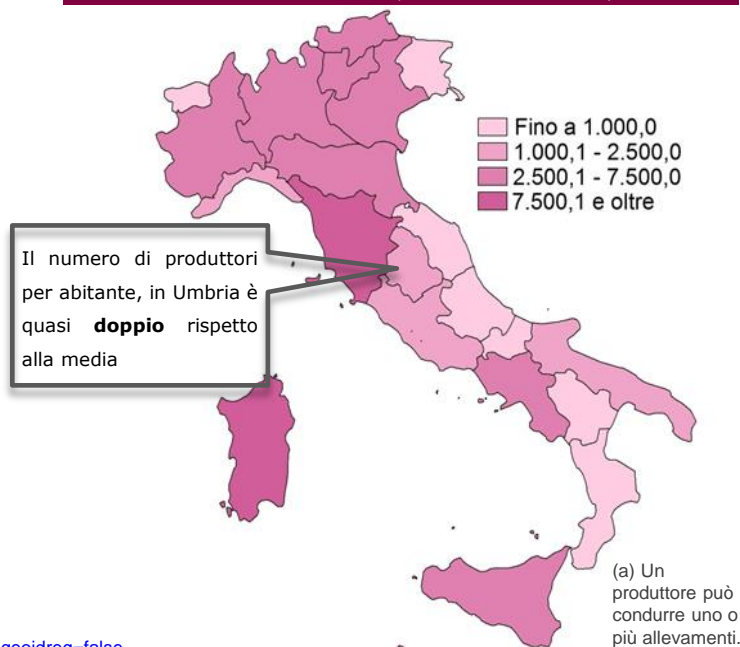 Fino a 1.000,0
1.000,1 - 2.500,0
2.500,1 - 7.500,0
7.500,1 e oltre
Il numero di produttori
per abitante, in Umbria è
quasi doppio rispetto
alla media
(a) Un
produttore può
condurre uno o
più allevamenti.